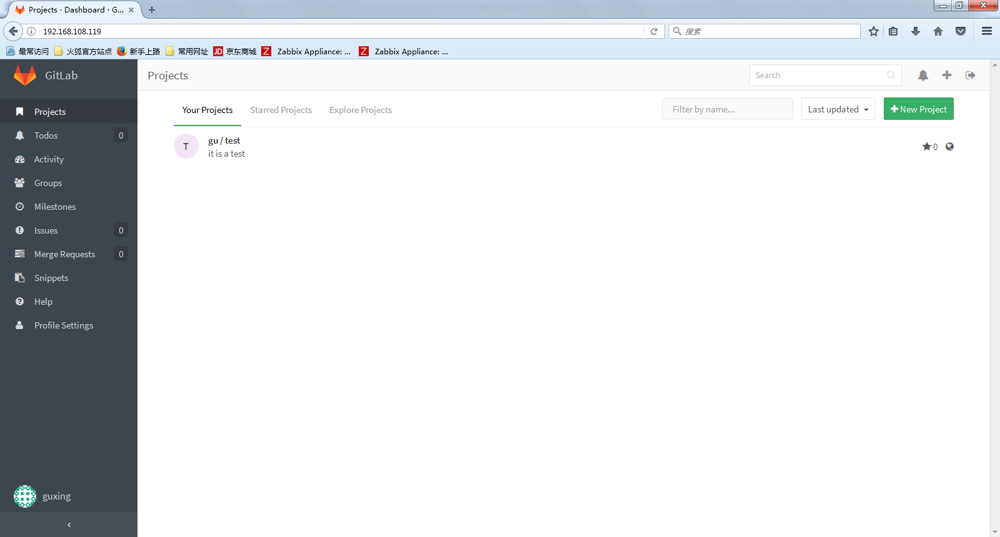 Projects · Dashboard · G...
192.168.108.119
搜索
最常访问 火狐官方站点 新手上路 常用网址 JD 京东商城 Z Zabbix Appliance: ... Z Zabbix Appliance: ...
GitLab
Projects
Search
Projects
Todos 0
Activity
Groups
Milestones
Issues 0
Merge Requests 0
Snippets
Help
Profile Settings
guxing
Your Projects Starred Projects Explore Projects
Filter by name...
Last updated
New Project
T
gu / test
it is a test
0